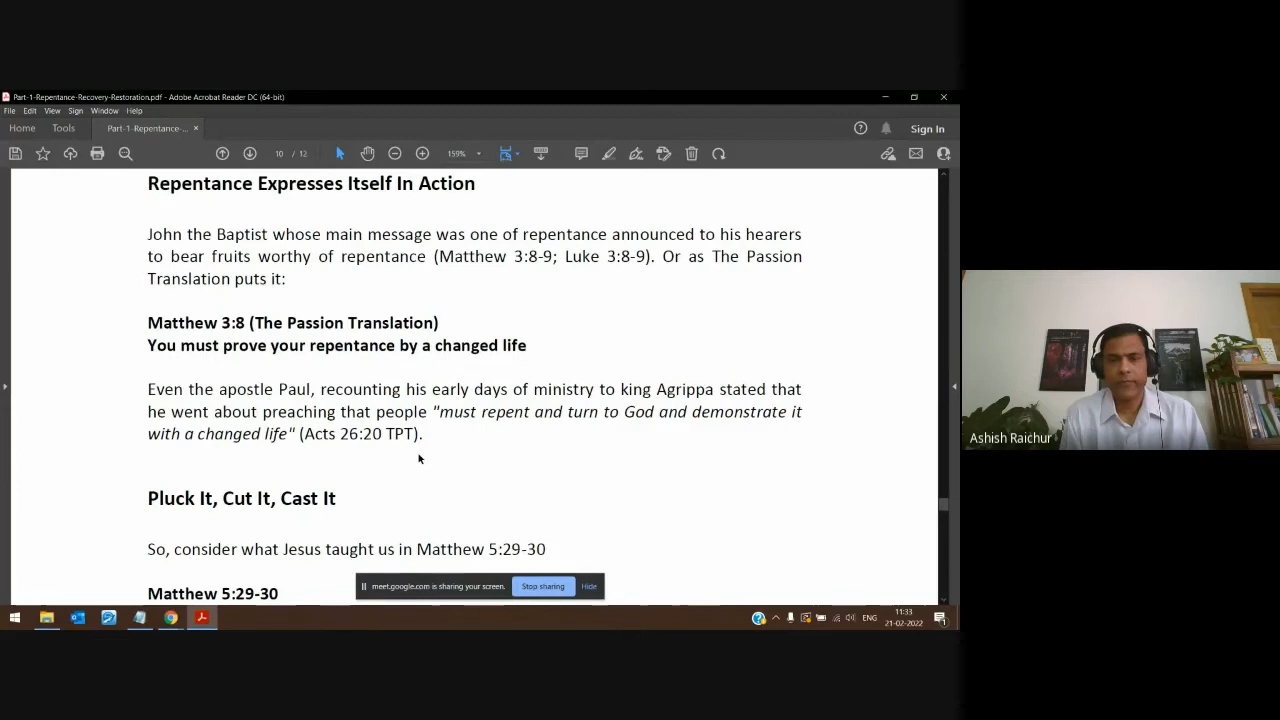 Part-1-Repentance-Recovery-Restoration.pdf - Adobe Acrobat Reader DC (64-bit)
File Edit View Sign Window Help
Home Tools Part-1-Repentance-... × Sign In
10 / 12 159%
Repentance Expresses Itself In Action
John the Baptist whose main message was one of repentance announced to his hearers
to bear fruits worthy of repentance (Matthew 3:8-9; Luke 3:8-9). Or as The Passion
Translation puts it:
Matthew 3:8 (The Passion Translation)
You must prove your repentance by a changed life
Even the apostle Paul, recounting his early days of ministry to king Agrippa stated that
he went about preaching that people "must repent and turn to God and demonstrate it
with a changed life" (Acts 26:20 TPT).
Pluck It, Cut It, Cast It
So, consider what Jesus taught us in Matthew 5:29-30
Matthew 5:29-30
meet.google.com is sharing your screen. Stop sharing Hide
ENG 11:33
21-02-2022
Ashish Raichur